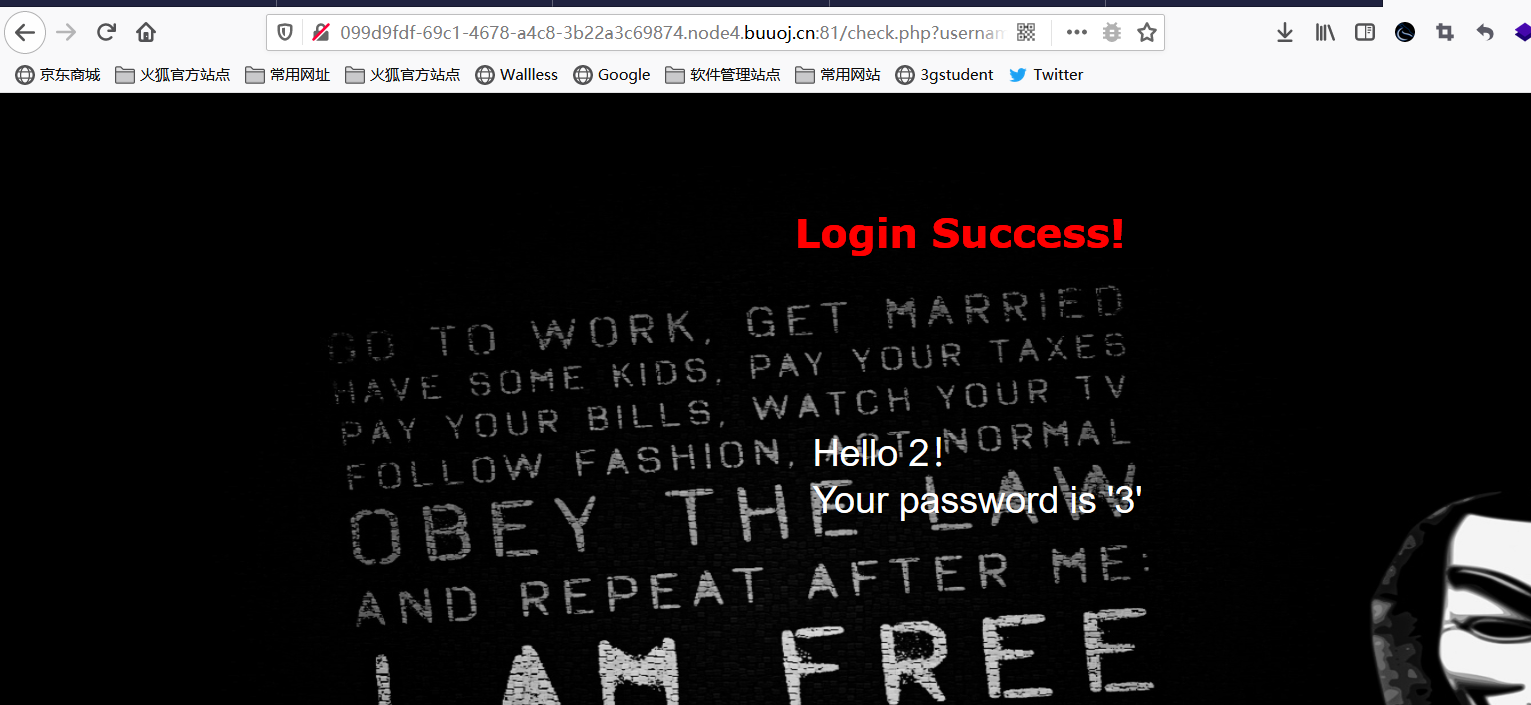 099d9fdf-69c1-4678-a4c8-3b22a3c69874.node4.buuoj.cn:81/check.php?usernam
京东商城 火狐官方站点 常用网址 火狐官方站点 Wallless Google 软件管理站点 常用网站 3gstudent Twitter
Login Success!
GO TO WORK, GET MARRIED
HAVE SOME KIDS, PAY YOUR TAXES
PAY YOUR BILLS, WATCH YOUR TV
FOLLOW FASHION, ACT NORMAL
Hello 2!
OBEY THE LAW
Your password is '3'
AND REPEAT AFTER ME:
I AM FREE